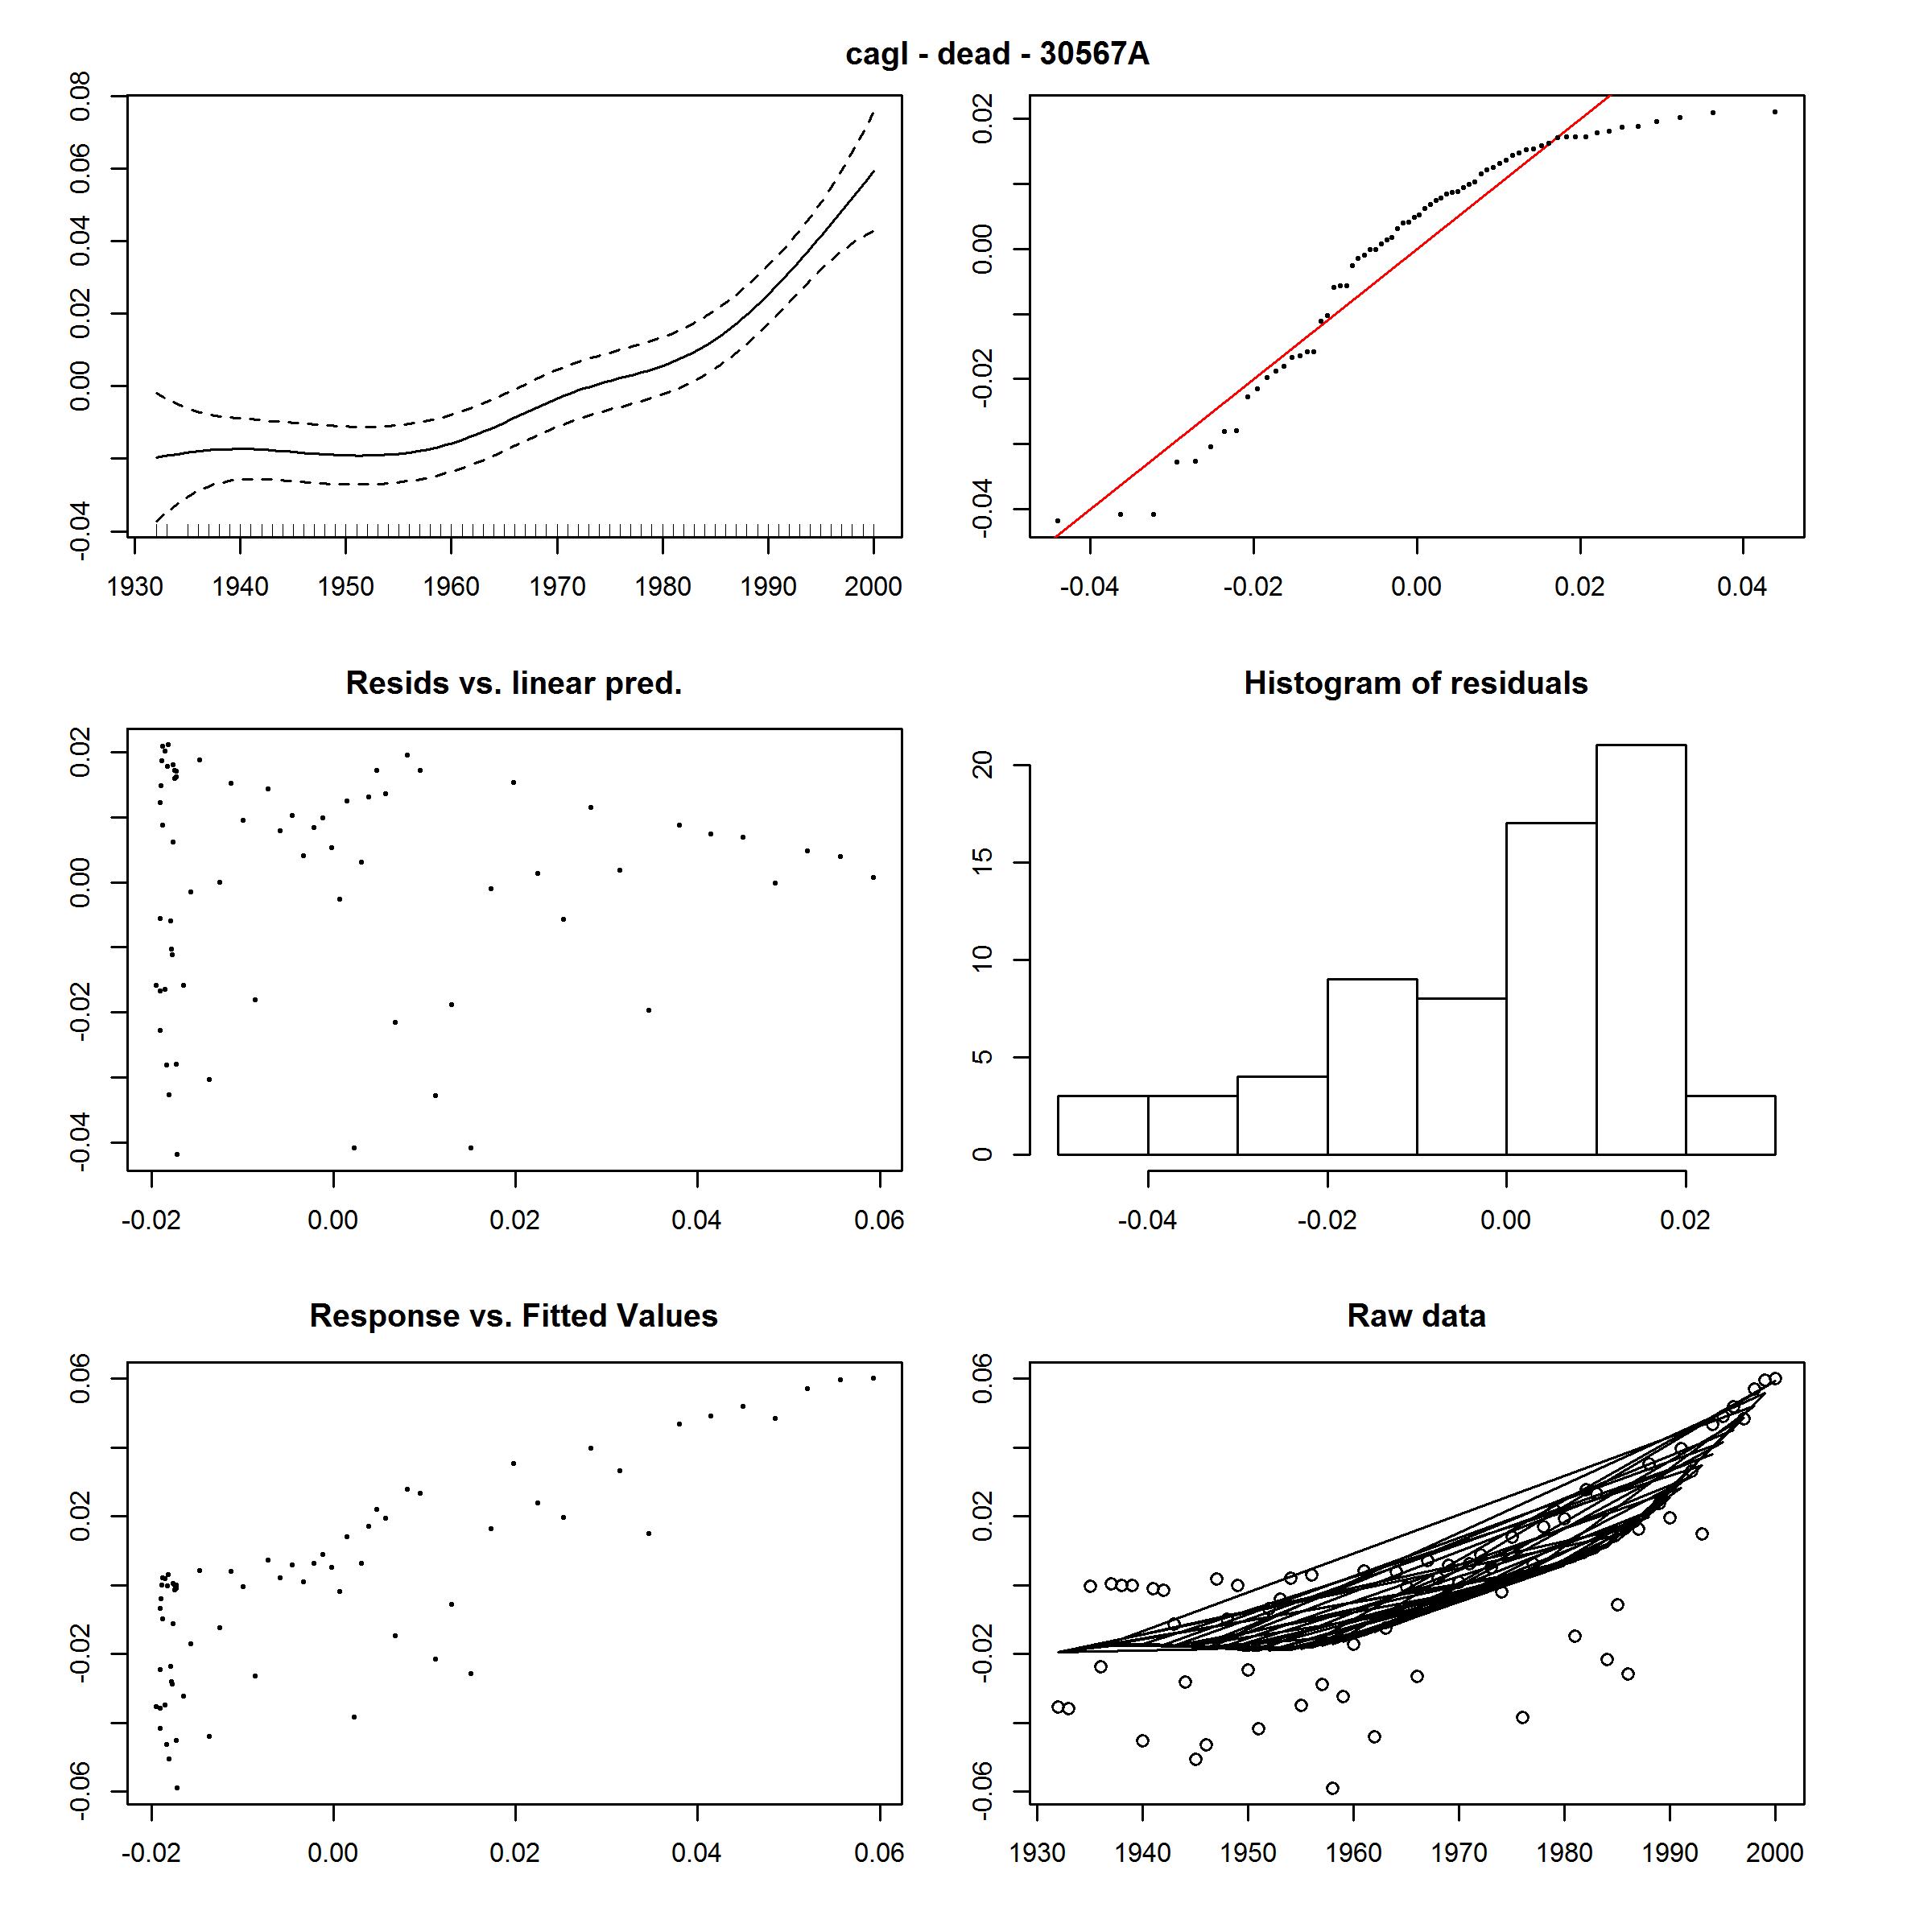 cagl - dead - 30567A
-0.04 0.00 0.02 0.04 0.06 0.08
1930 1940 1950 1960 1970 1980 1990 2000
-0.04 -0.02 0.00 0.02
-0.04 -0.02 0.00 0.02 0.04
Resids vs. linear pred.
-0.04 -0.02 0.00 0.02
-0.02 0.00 0.02 0.04 0.06
Histogram of residuals
0 5 10 15 20
-0.04 -0.02 0.00 0.02
Response vs. Fitted Values
-0.06 -0.02 0.02 0.06
-0.02 0.00 0.02 0.04 0.06
Raw data
-0.06 -0.02 0.02 0.06
1930 1940 1950 1960 1970 1980 1990 2000